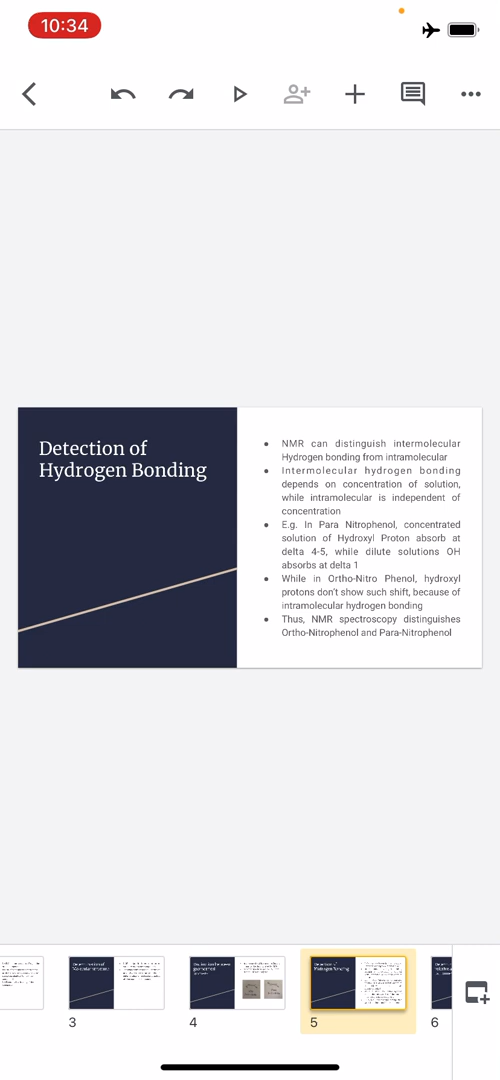 10:34
Detection of
Hydrogen Bonding
NMR can distinguish intermolecular
Hydrogen bonding from intramolecular
Intermolecular hydrogen bonding
depends on concentration of solution,
while intramolecular is independent of
concentration
E.g. In Para Nitrophenol, concentrated
solution of Hydroxyl Proton absorb at
delta 4-5, while dilute solutions OH
absorbs at delta 1
While in Ortho-Nitro Phenol, hydroxyl
protons don't show such shift, because of
intramolecular hydrogen bonding
Thus, NMR spectroscopy distinguishes
Ortho-Nitrophenol and Para-Nitrophenol
3
4
5
6